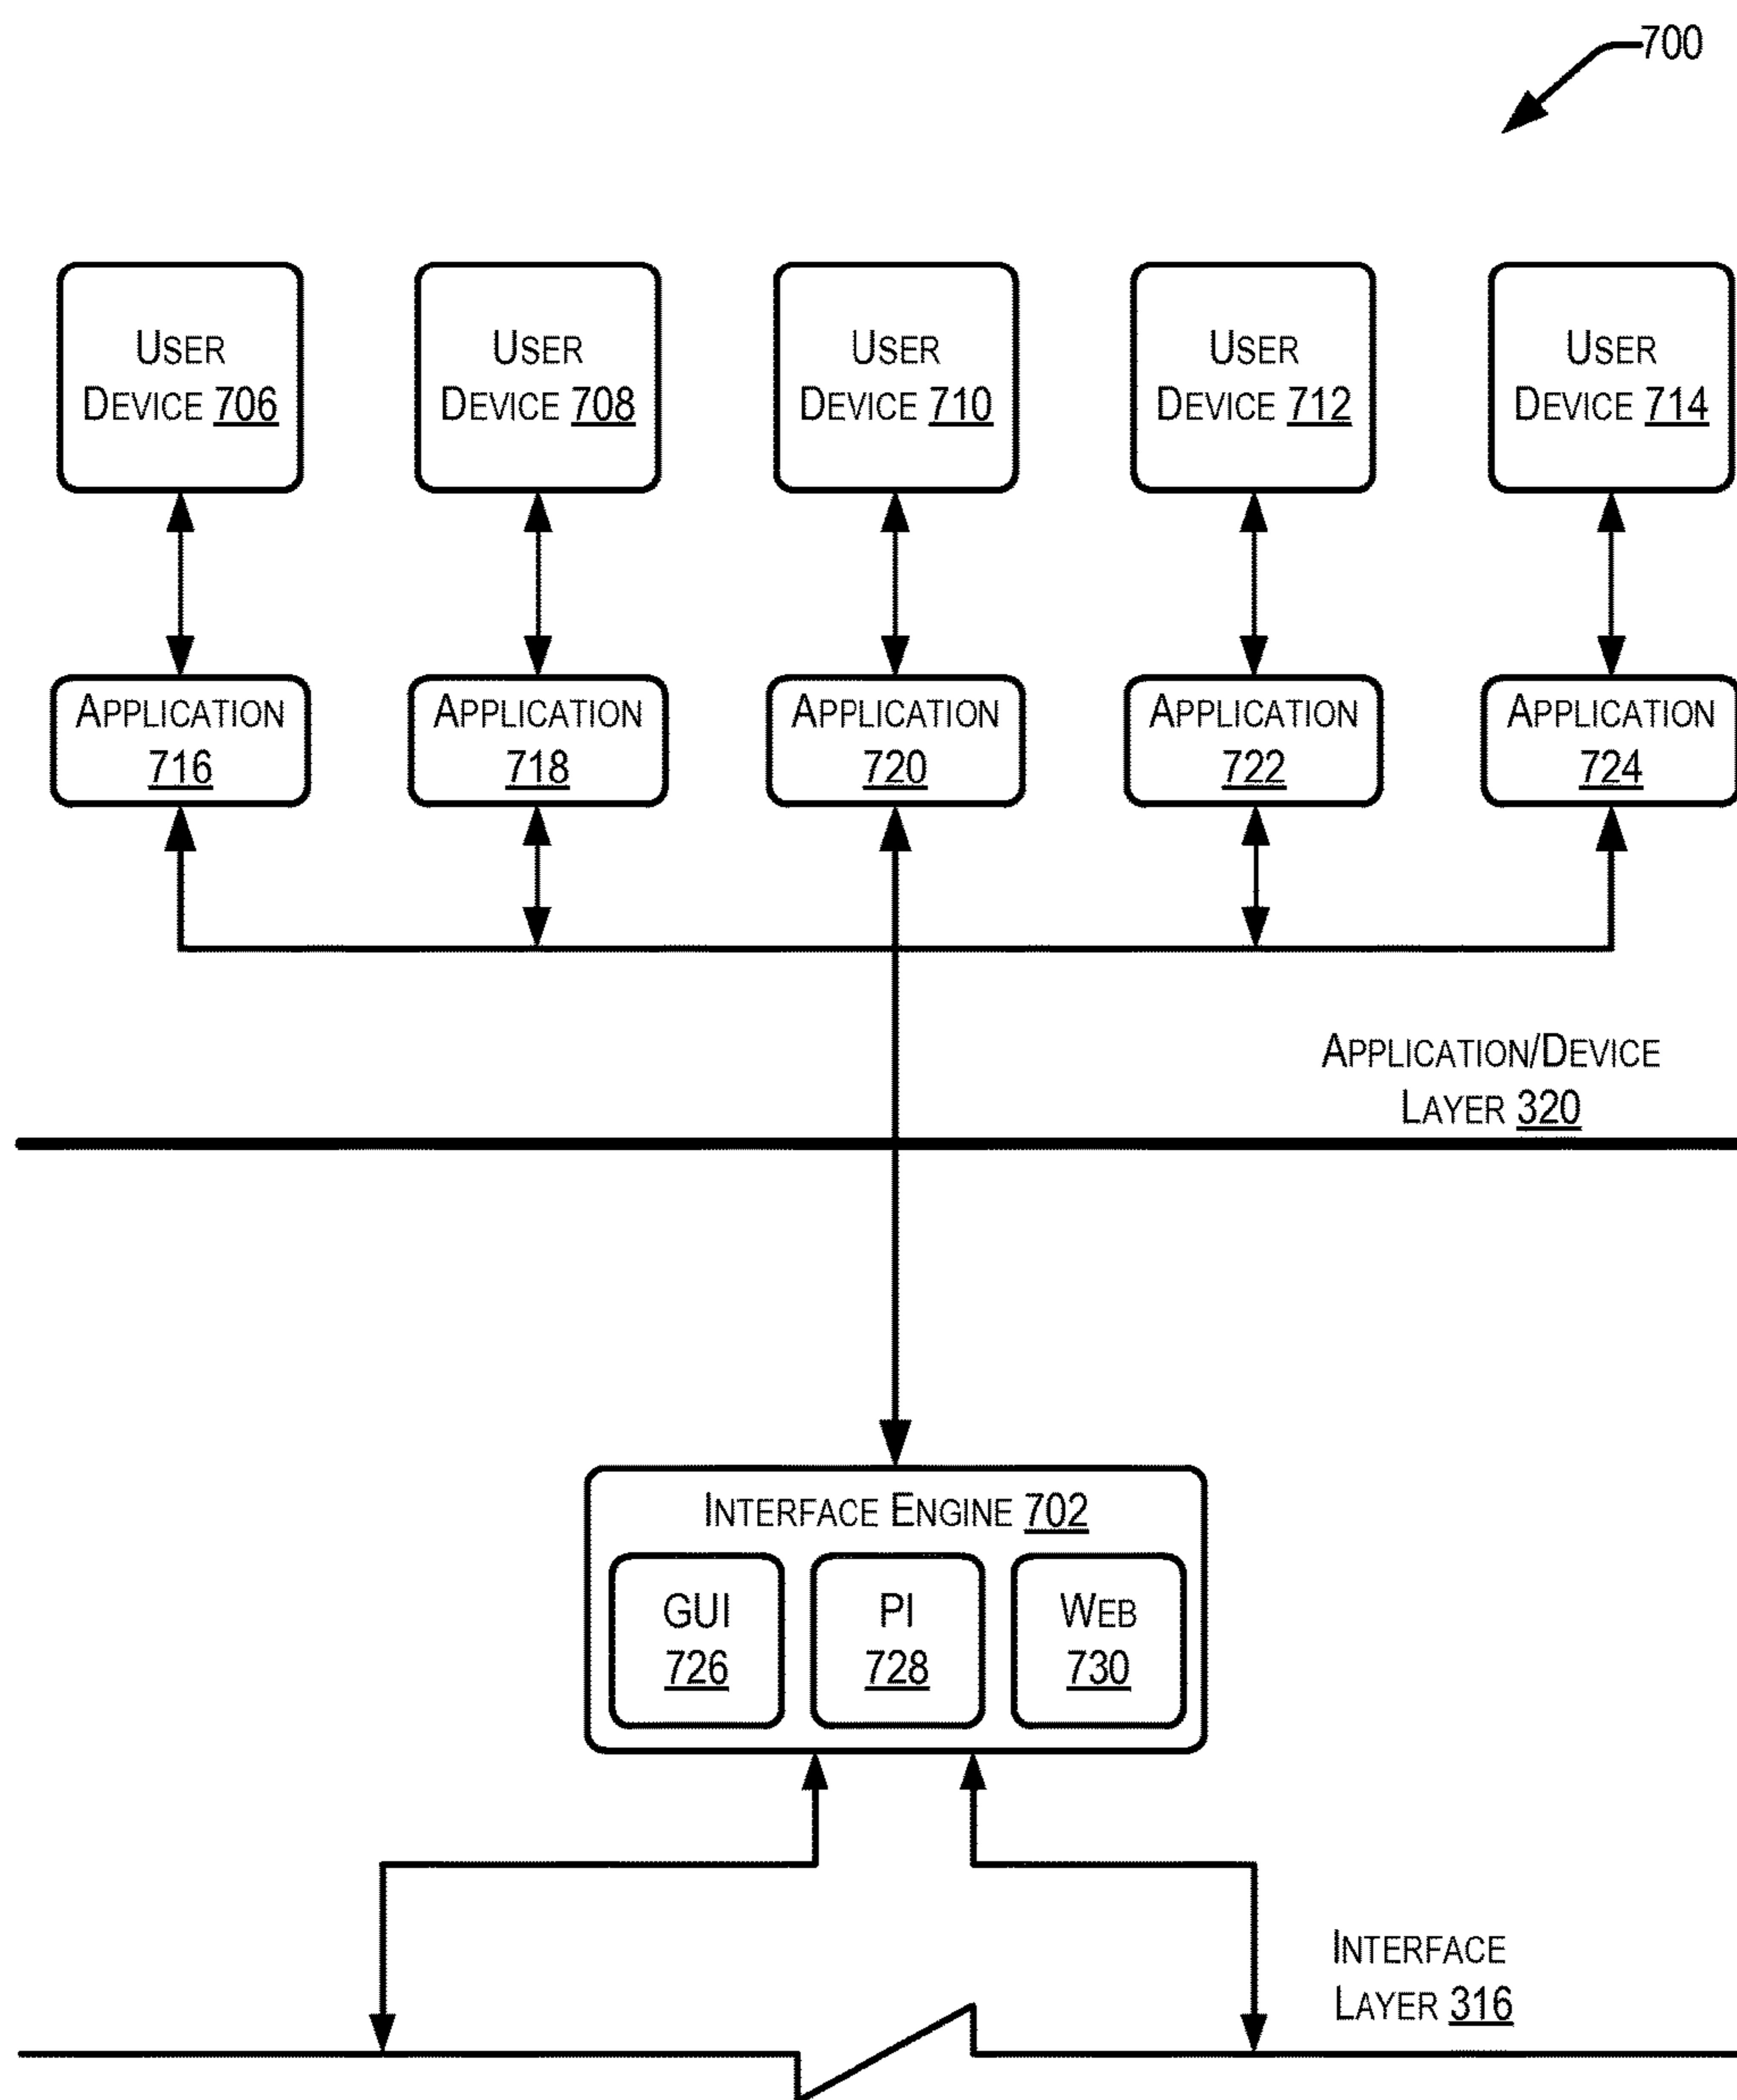 700
USER
DEVICE 706
USER
DEVICE 708
USER
DEVICE 710
USER
DEVICE 712
USER
DEVICE 714
APPLICATION
716
APPLICATION
718
APPLICATION
720
APPLICATION
722
APPLICATION
724
APPLICATION/DEVICE
LAYER 320
INTERFACE ENGINE 702
GUI
726
PI
728
WEB
730
INTERFACE
LAYER 316